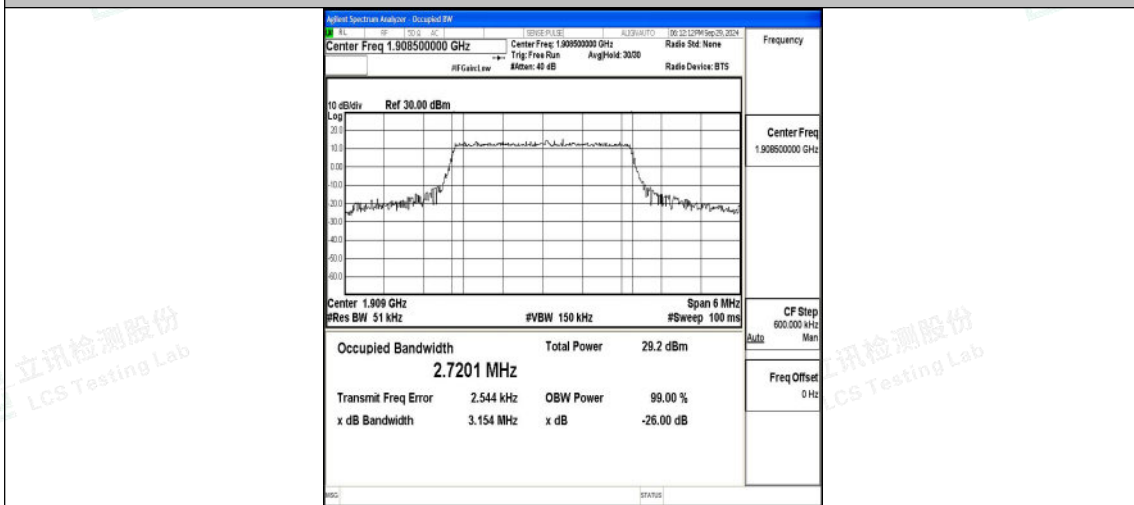 Agilent Spectrum Analyzer - Occupied BW
RL RF 50 Ω AC SENSE:PULSE ALIGNAUTO 06:12:12 PM Sep 29, 2024
Center Freq 1.908500000 GHz
Center Freq: 1.908500000 GHz
Radio Std: None
Trig: Free Run Avg|Hold: 30/30
#IFGain:Low #Atten: 40 dB Radio Device: BTS
10 dB/div Ref 30.00 dBm
Log
20.0
10.0
0.00
-10.0
-20.0
-30.0
-40.0
-50.0
-60.0
Center 1.909 GHz Span 6 MHz
#Res BW 51 kHz #VBW 150 kHz #Sweep 100 ms
Occupied Bandwidth Total Power 29.2 dBm
2.7201 MHz
Transmit Freq Error 2.544 kHz OBW Power 99.00 %
x dB Bandwidth 3.154 MHz x dB -26.00 dB
MSG STATUS
Frequency
Center Freq
1.908500000 GHz
CF Step
600.000 kHz
Auto Man
Freq Offset
0 Hz
立讯检测股份
LCS Testing Lab
立讯检测股份
LCS Testing Lab